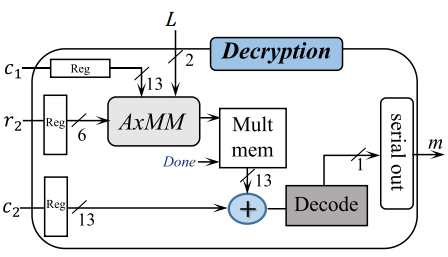 L
Decryption
c₁
Reg
13
2
r₂
Reg
6
AxMM
Mult
mem
Done
13
serial out
m
1
c₂
Reg
13
+
Decode